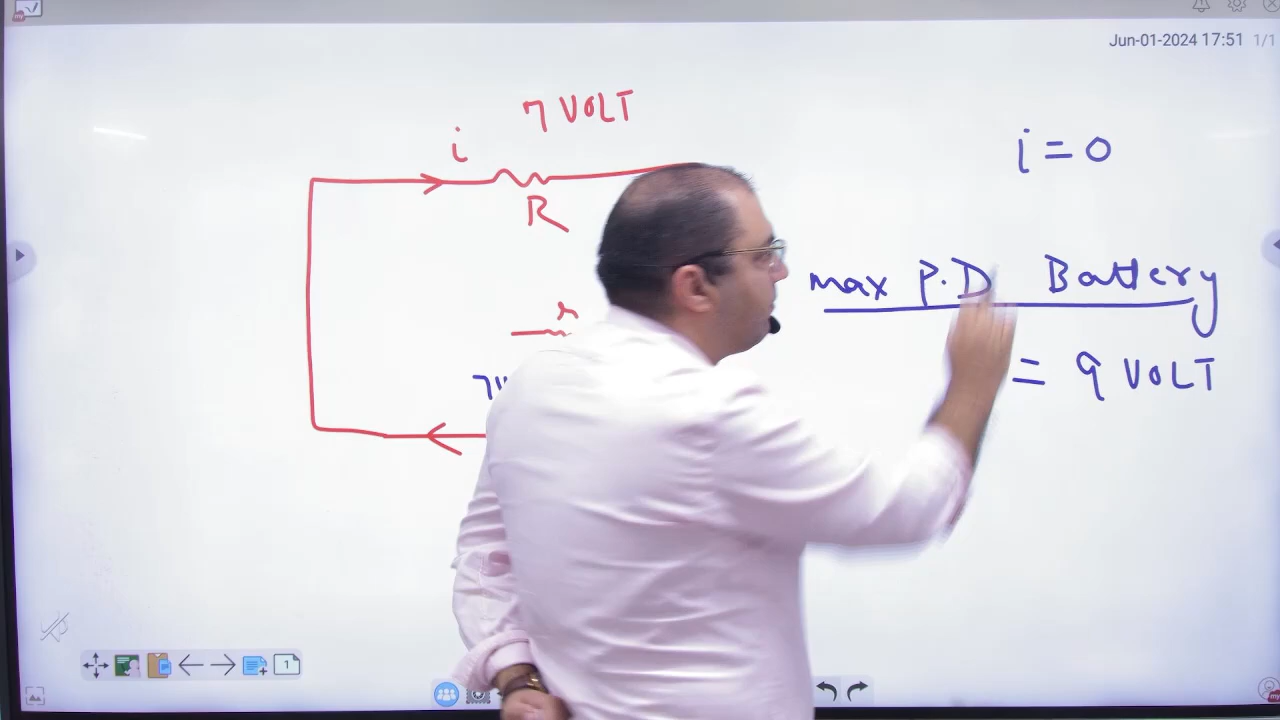 Jun-01-2024 17:51 1/1
7 VOLT
i
R
i = 0
max P.D Battery
r
= 9 VOLT
1